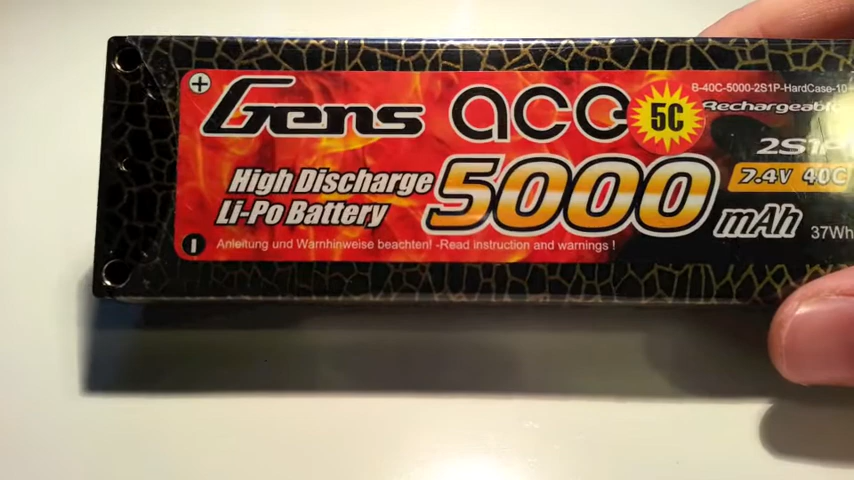 +
Gens ace
5C
B-40C-5000-2S1P-HardCase-10
Rechargeable
2S1P
High Discharge
Li-Po Battery
5000 mAh
7.4V 40C
37Wh
Anleitung und Warnhinweise beachten! -Read instruction and warnings !